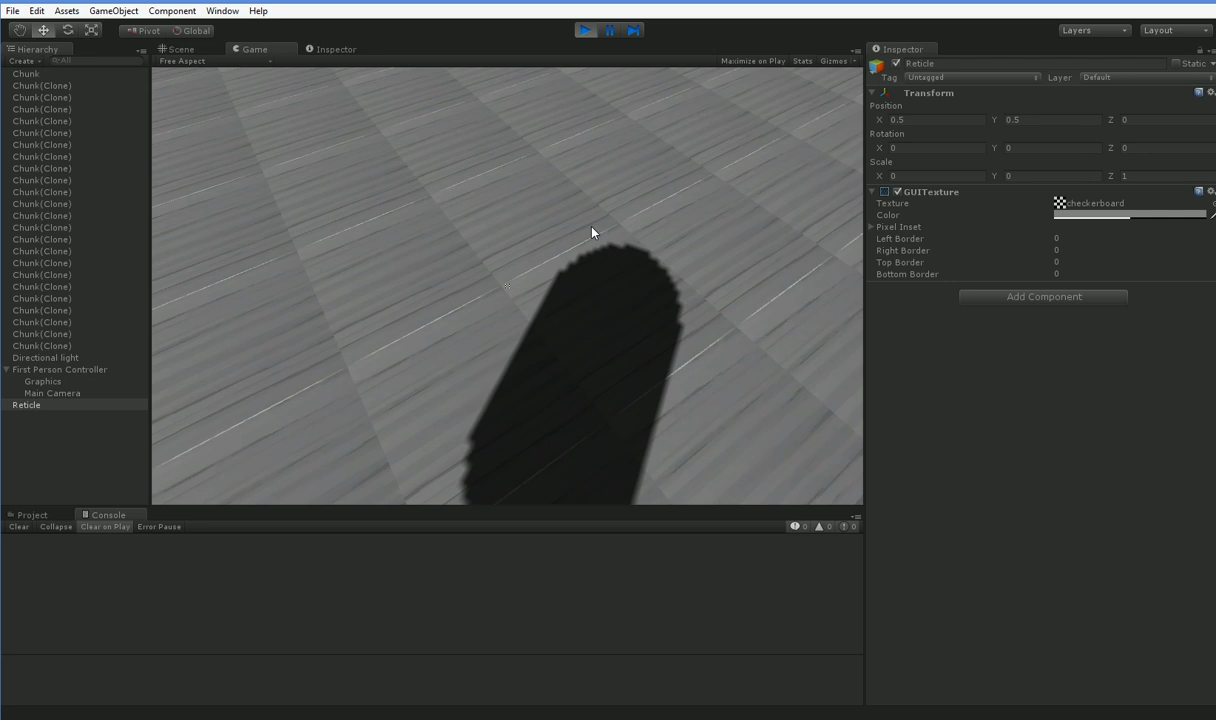 File Edit Assets GameObject Component Window Help
Pivot Global Layers Layout
Hierarchy Scene Game Inspector Inspector
Create All Free Aspect Maximize on Play Stats Gizmos Reticle Static
Chunk Tag Untagged Layer Default
Chunk(Clone)
Chunk(Clone) Transform
Chunk(Clone) Position
Chunk(Clone) X 0.5 Y 0.5 Z 0
Chunk(Clone) Rotation
Chunk(Clone) X 0 Y 0 Z 0
Chunk(Clone) Scale
Chunk(Clone) X 0 Y 0 Z 1
Chunk(Clone)
Chunk(Clone) GUITexture
Chunk(Clone) Texture checkerboard
Chunk(Clone) Color
Chunk(Clone) Pixel Inset
Chunk(Clone) Left Border 0
Chunk(Clone) Right Border 0
Chunk(Clone) Top Border 0
Chunk(Clone) Bottom Border 0
Chunk(Clone)
Chunk(Clone) Add Component
Chunk(Clone)
Chunk(Clone)
Chunk(Clone)
Chunk(Clone)
Directional light
First Person Controller
Graphics
Main Camera
Reticle
Project Console
Clear Collapse Clear on Play Error Pause 0 0 0